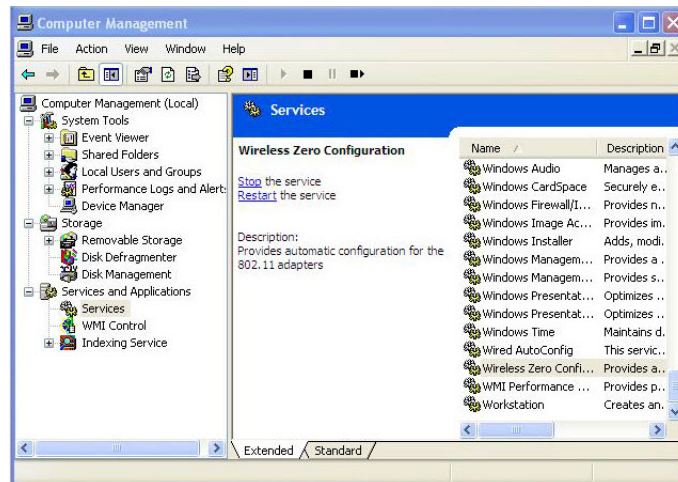 Computer Management
File Action View Window Help
Computer Management (Local)
System Tools
Event Viewer
Shared Folders
Local Users and Groups
Performance Logs and Alert:
Device Manager
Storage
Removable Storage
Disk Defragmenter
Disk Management
Services and Applications
Services
WMI Control
Indexing Service
Services
Wireless Zero Configuration
Stop the service
Restart the service
Description:
Provides automatic configuration for the
802.11 adapters
Name Description
Windows Audio Manages a..
Windows CardSpace Securely e..
Windows Firewall/I... Provides n..
Windows Image Ac... Provides im.
Windows Installer Adds, modi.
Windows Managem... Provides a .
Windows Managem... Provides s..
Windows Presentat... Optimizes ..
Windows Presentat... Optimizes ..
Windows Time Maintains d.
Wired AutoConfig This servic..
Wireless Zero Confi... Provides a..
WMI Performance ... Provides p..
Workstation Creates an.
Extended Standard